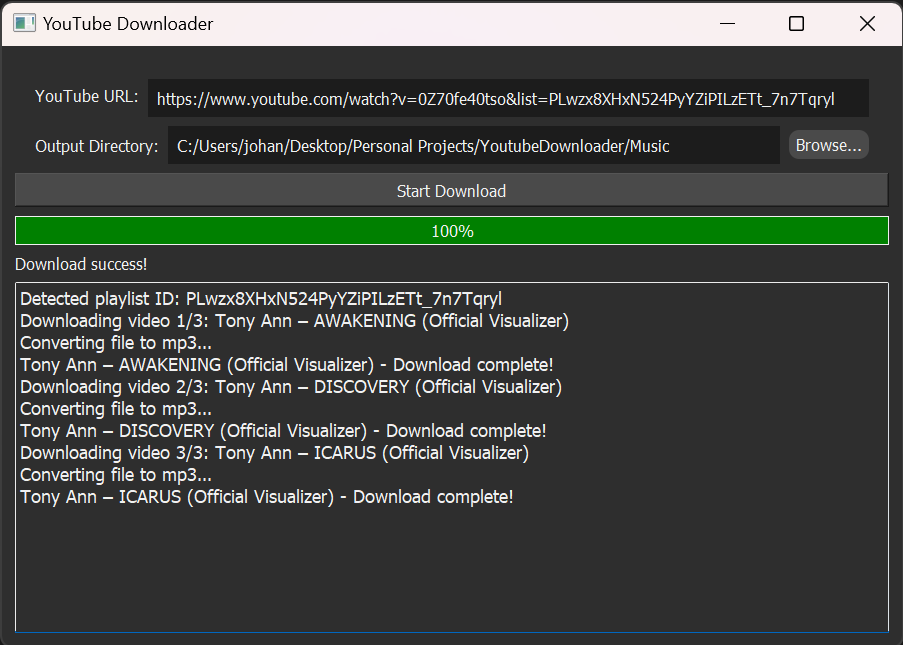 YouTube Downloader
YouTube URL: https://www.youtube.com/watch?v=0Z70fe40tso&list=PLwzx8XHxN524PyYZiPILzETt_7n7Tqryl
Output Directory: C:/Users/johan/Desktop/Personal Projects/YoutubeDownloader/Music Browse...
Start Download
100%
Download success!
Detected playlist ID: PLwzx8XHxN524PyYZiPILzETt_7n7Tqryl
Downloading video 1/3: Tony Ann – AWAKENING (Official Visualizer)
Converting file to mp3...
Tony Ann – AWAKENING (Official Visualizer) - Download complete!
Downloading video 2/3: Tony Ann – DISCOVERY (Official Visualizer)
Converting file to mp3...
Tony Ann – DISCOVERY (Official Visualizer) - Download complete!
Downloading video 3/3: Tony Ann – ICARUS (Official Visualizer)
Converting file to mp3...
Tony Ann – ICARUS (Official Visualizer) - Download complete!